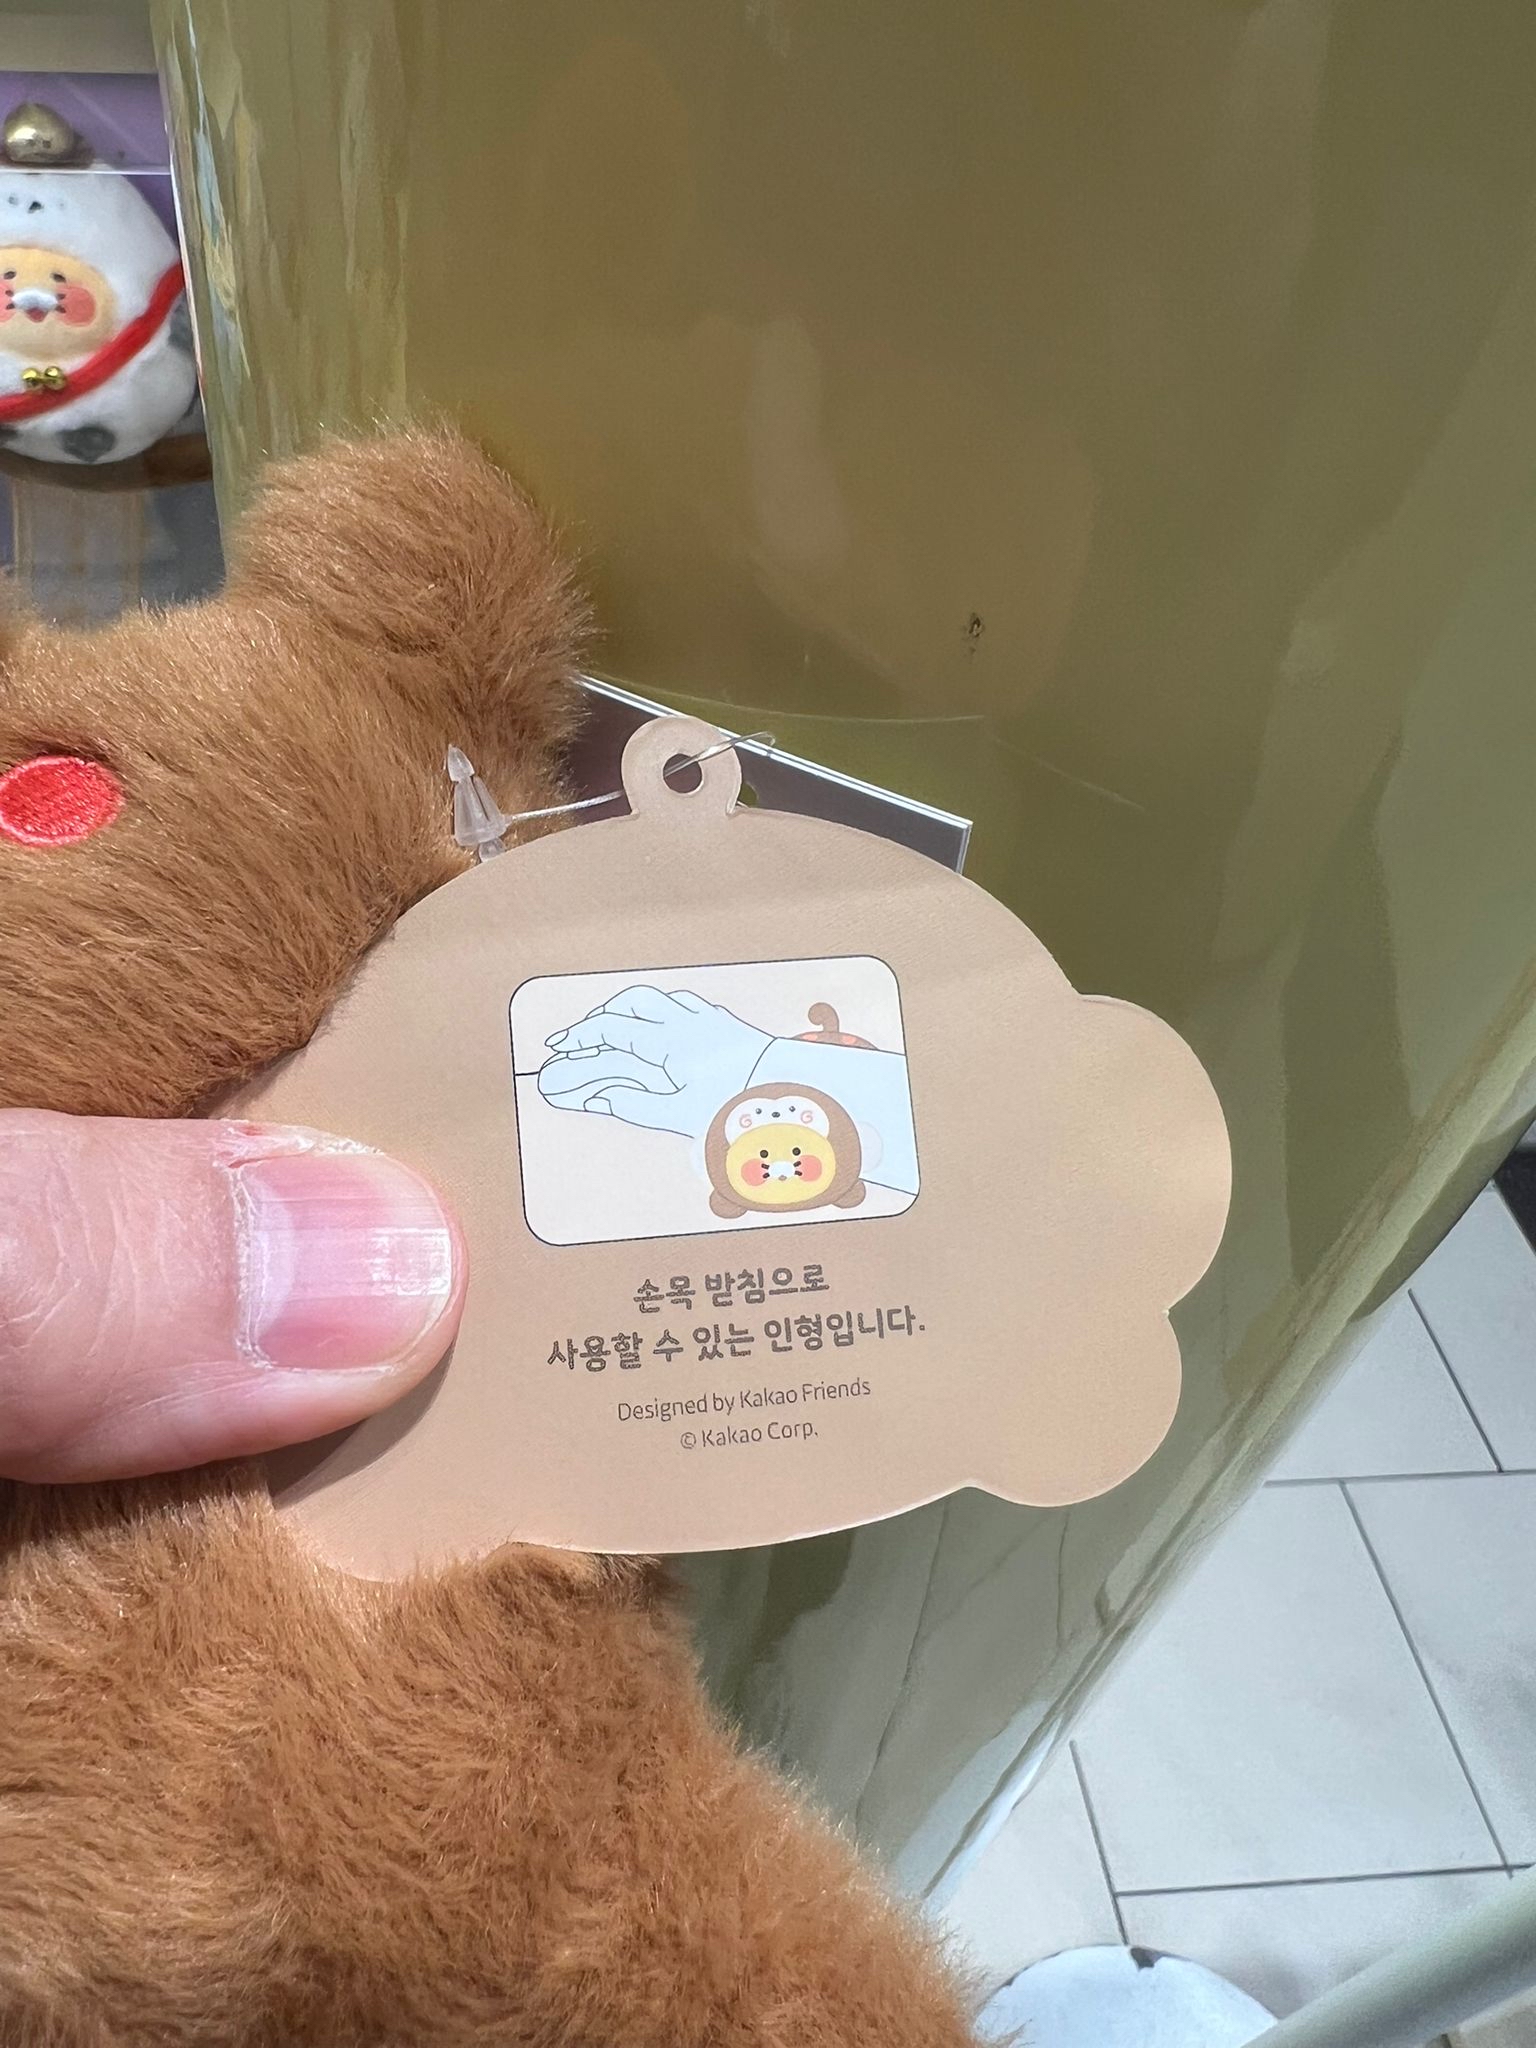 손목 받침으로
사용할 수 있는 인형입니다.
Designed by Kakao Friends
© Kakao Corp.